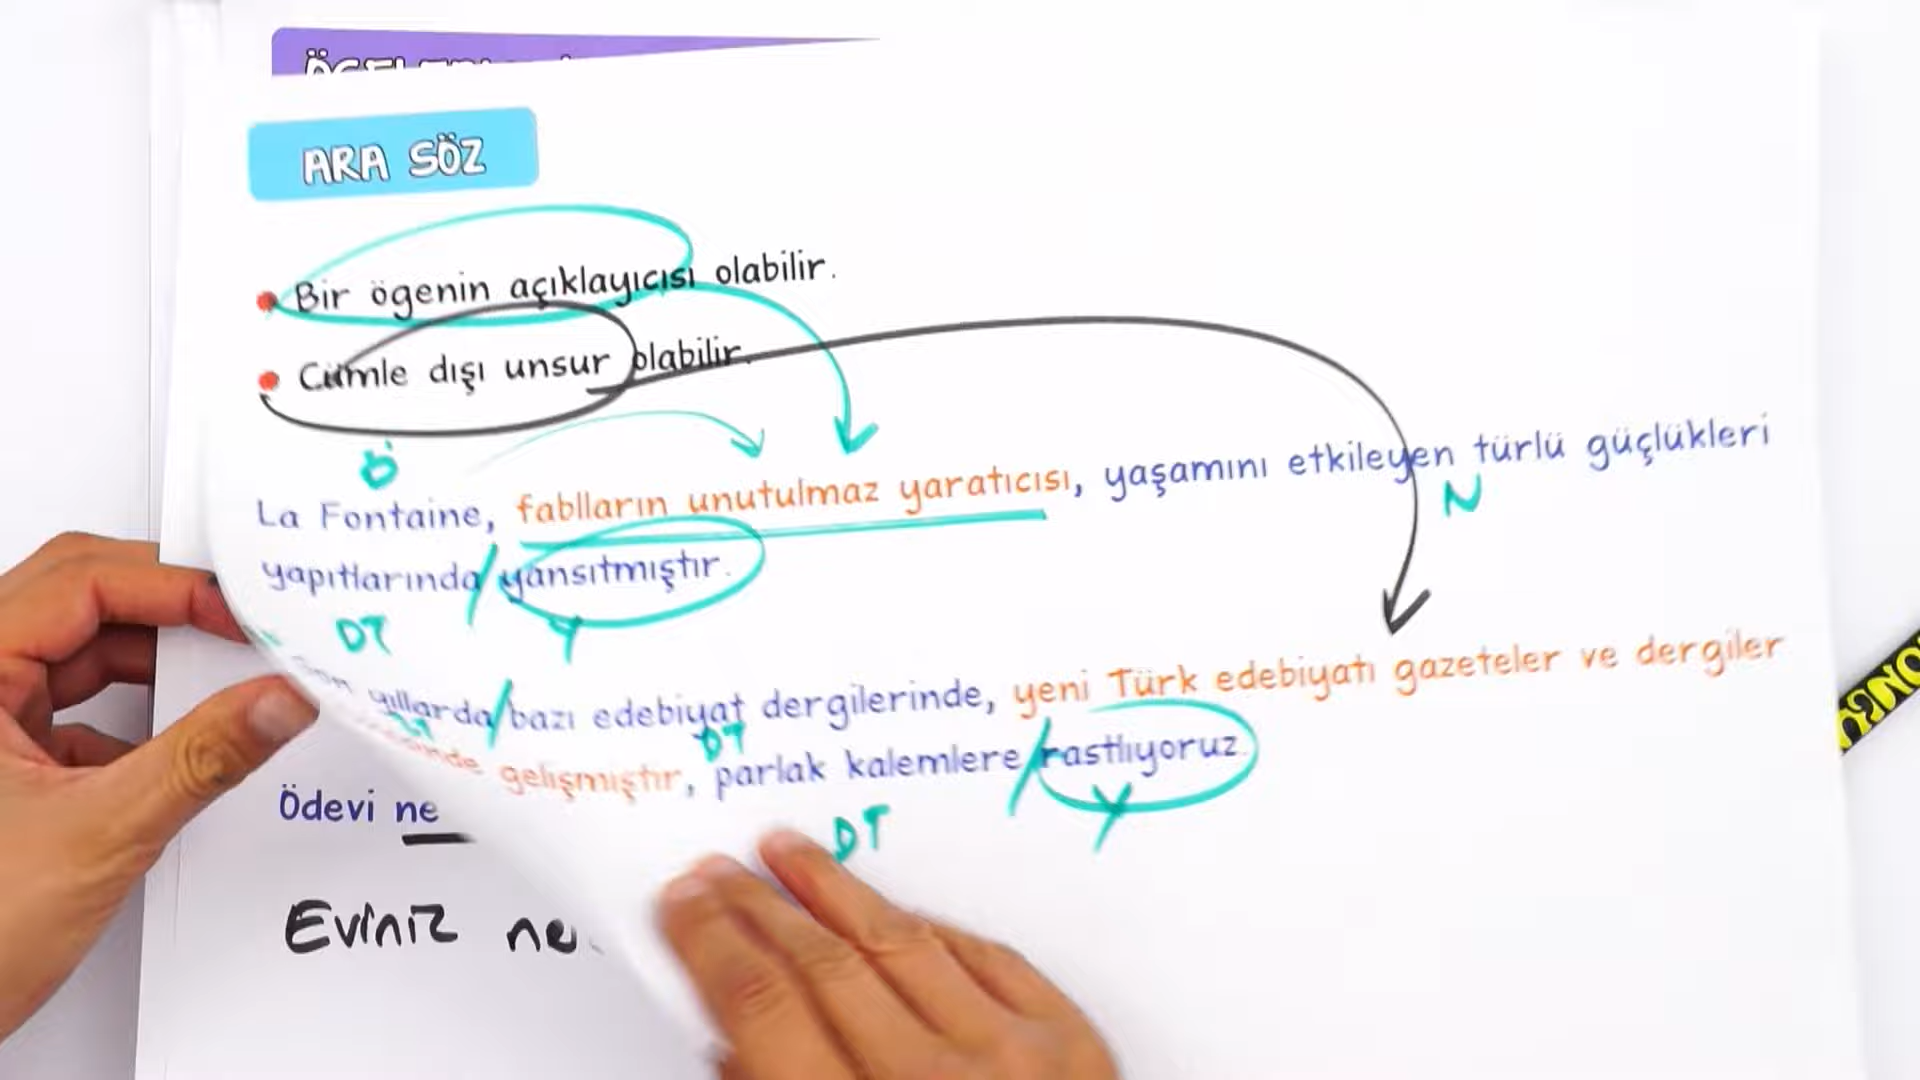 ARA SÖZ
Bir ögenin açıklayıcısı olabilir.
Cümle dışı unsur olabilir.
Ö
La Fontaine, fablların unutulmaz yaratıcısı, yaşamını etkileyen türlü güçlükleri
N
yapıtlarında yansıtmıştır.
DT
Y
yıllarda bazı edebiyat dergilerinde, yeni Türk edebiyatı gazeteler ve dergiler
DT
gelişmiştir, parlak kalemlere rastlıyoruz.
DT
Y
Ödevi ne
Eviniz